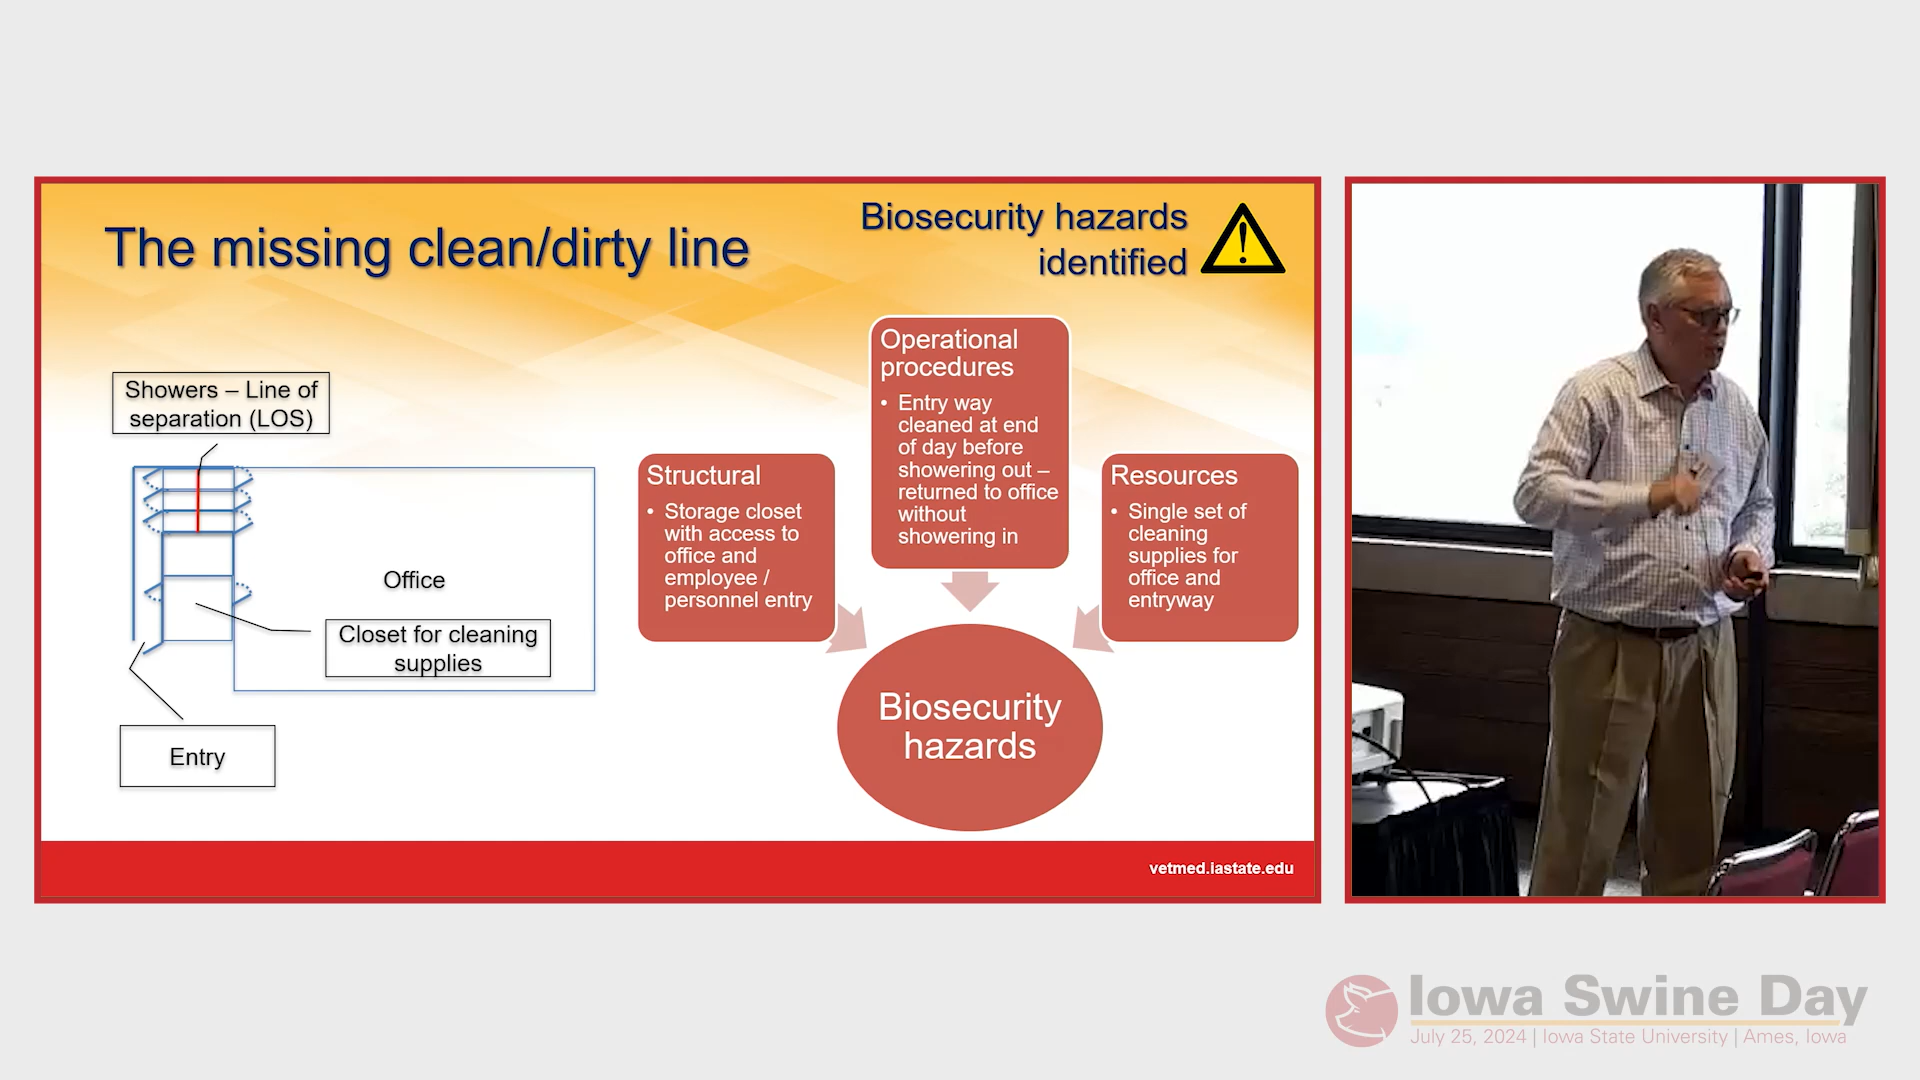 The missing clean/dirty line
Biosecurity hazards
identified
Showers – Line of
separation (LOS)
Office
Closet for cleaning
supplies
Entry
Structural
• Storage closet
with access to
office and
employee /
personnel entry
Operational
procedures
• Entry way
cleaned at end
of day before
showering out –
returned to office
without
showering in
Resources
• Single set of
cleaning
supplies for
office and
entryway
Biosecurity
hazards
vetmed.iastate.edu
Iowa Swine Day
July 25, 2024 | Iowa State University | Ames, Iowa